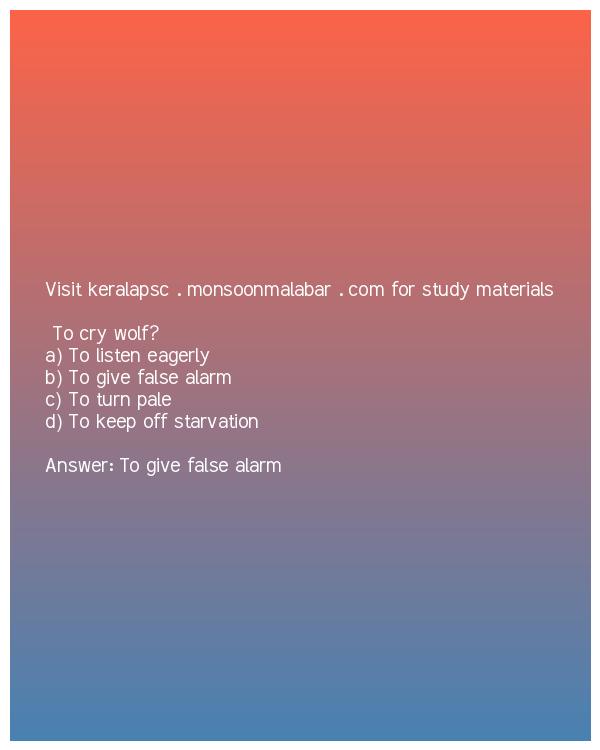 Visit keralapsc . monsoonmalabar . com for study materials
To cry wolf?
a) To listen eagerly
b) To give false alarm
c) To turn pale
d) To keep off starvation
Answer: To give false alarm